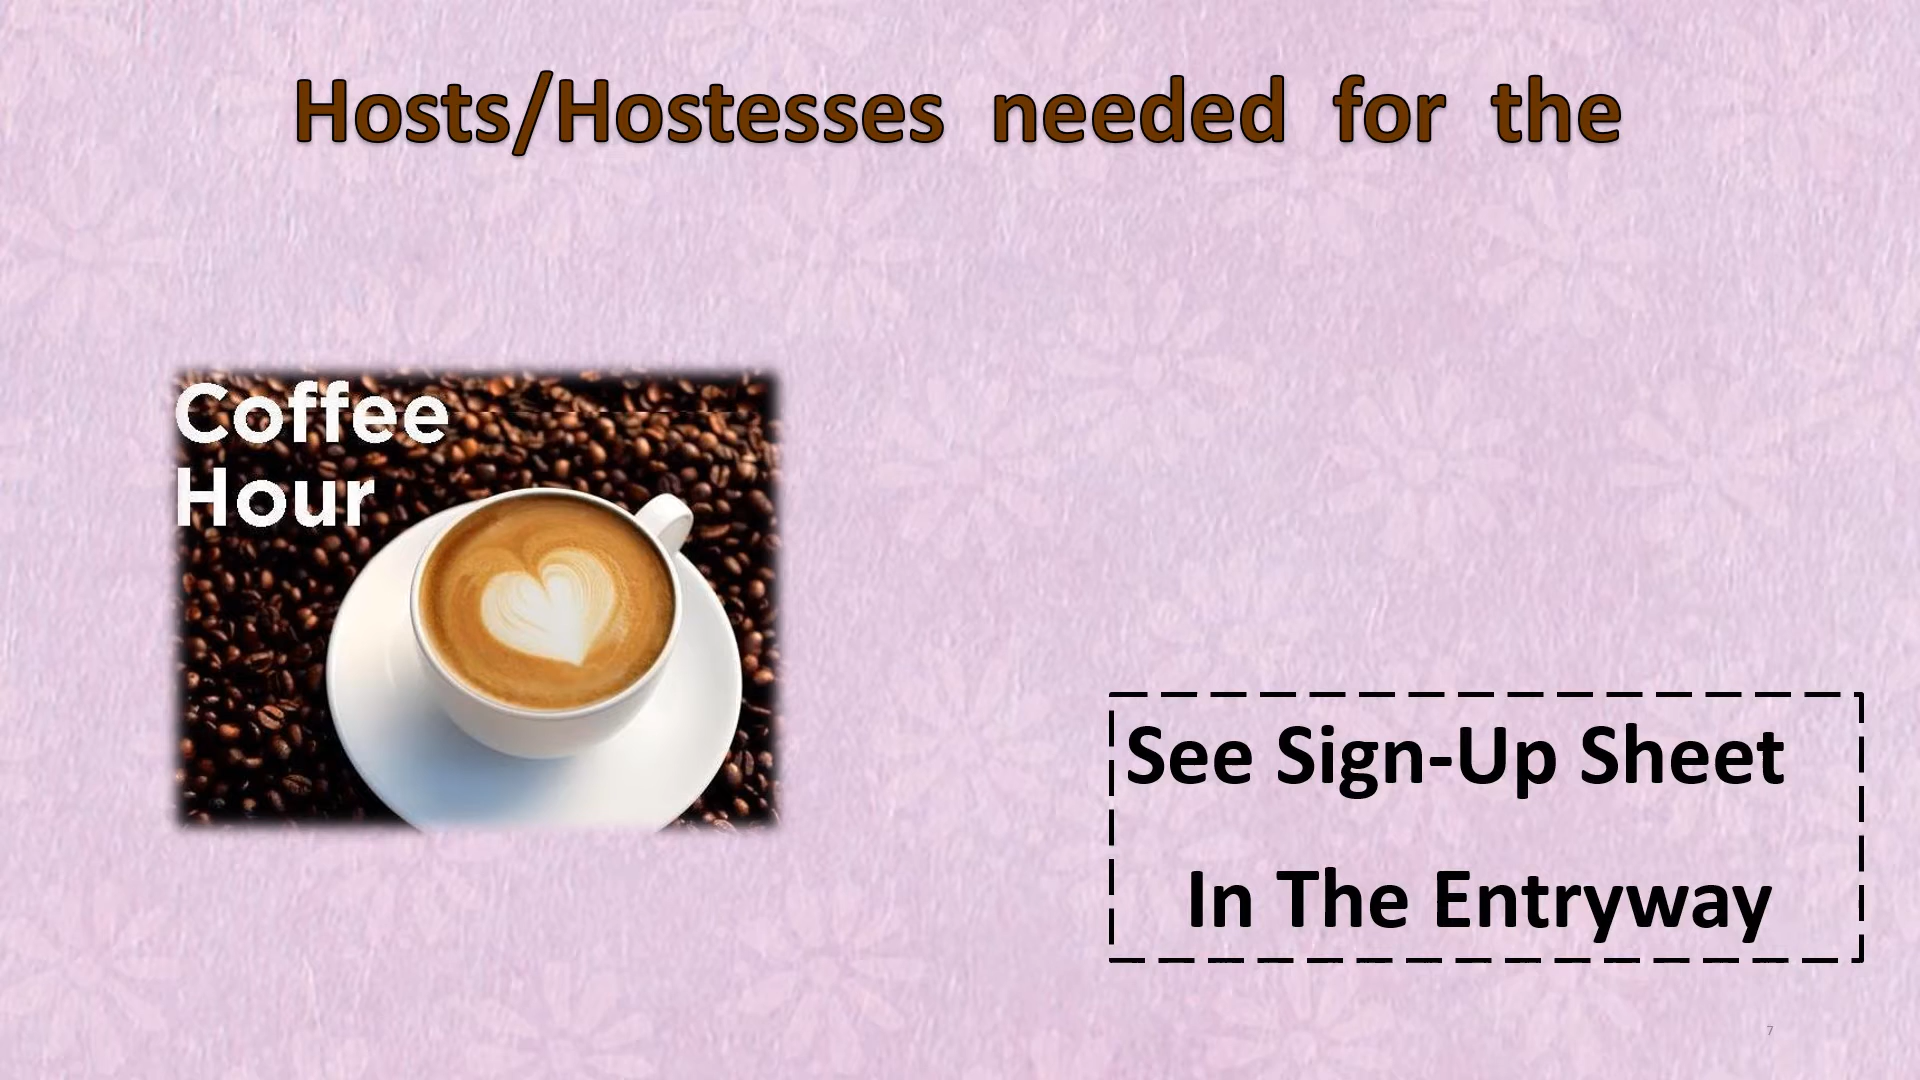 Hosts/Hostesses needed for the
Coffee
Hour
See Sign-Up Sheet
In The Entryway
7